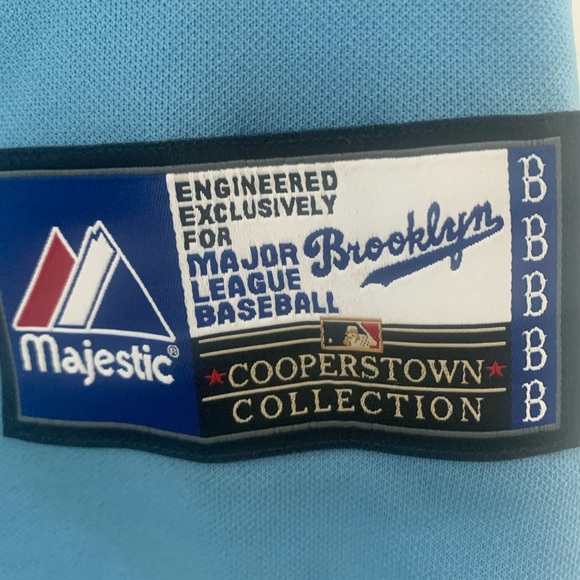 ENGINEERED
EXCLUSIVELY
FOR
MAJOR
LEAGUE
BASEBALL
Brooklyn
Majestic®
COOPERSTOWN
COLLECTION
B
B
B
B
B